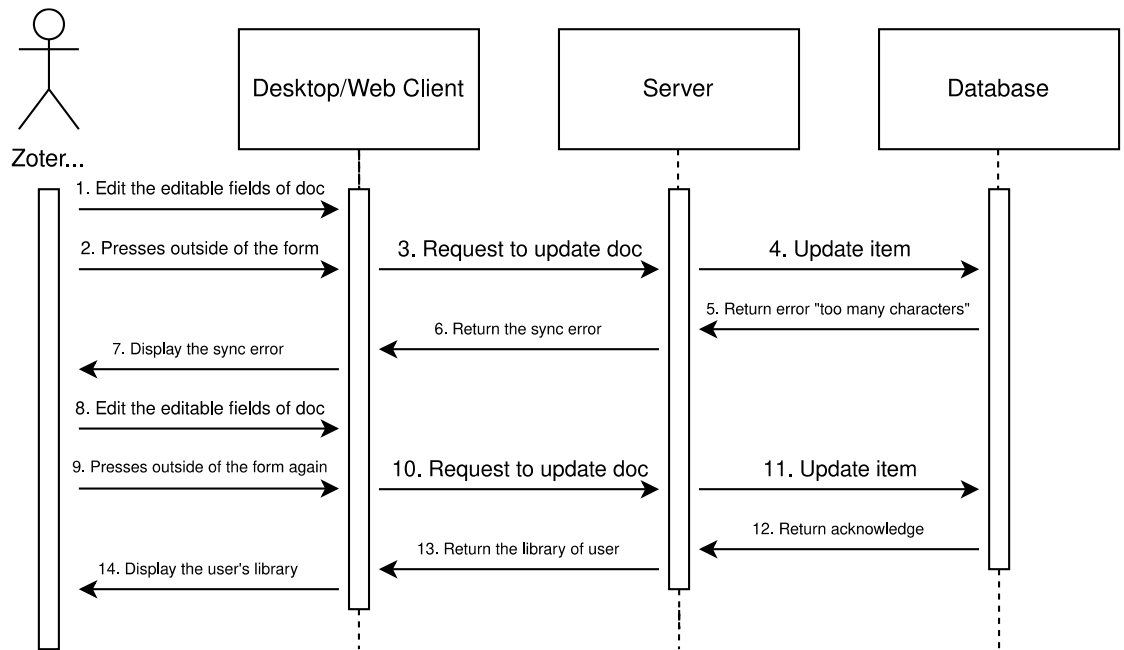 Desktop/Web Client
Server
Database
Zoter...
1. Edit the editable fields of doc
2. Presses outside of the form
3. Request to update doc
4. Update item
5. Return error "too many characters"
6. Return the sync error
7. Display the sync error
8. Edit the editable fields of doc
9. Presses outside of the form again
10. Request to update doc
11. Update item
12. Return acknowledge
13. Return the library of user
14. Display the user's library